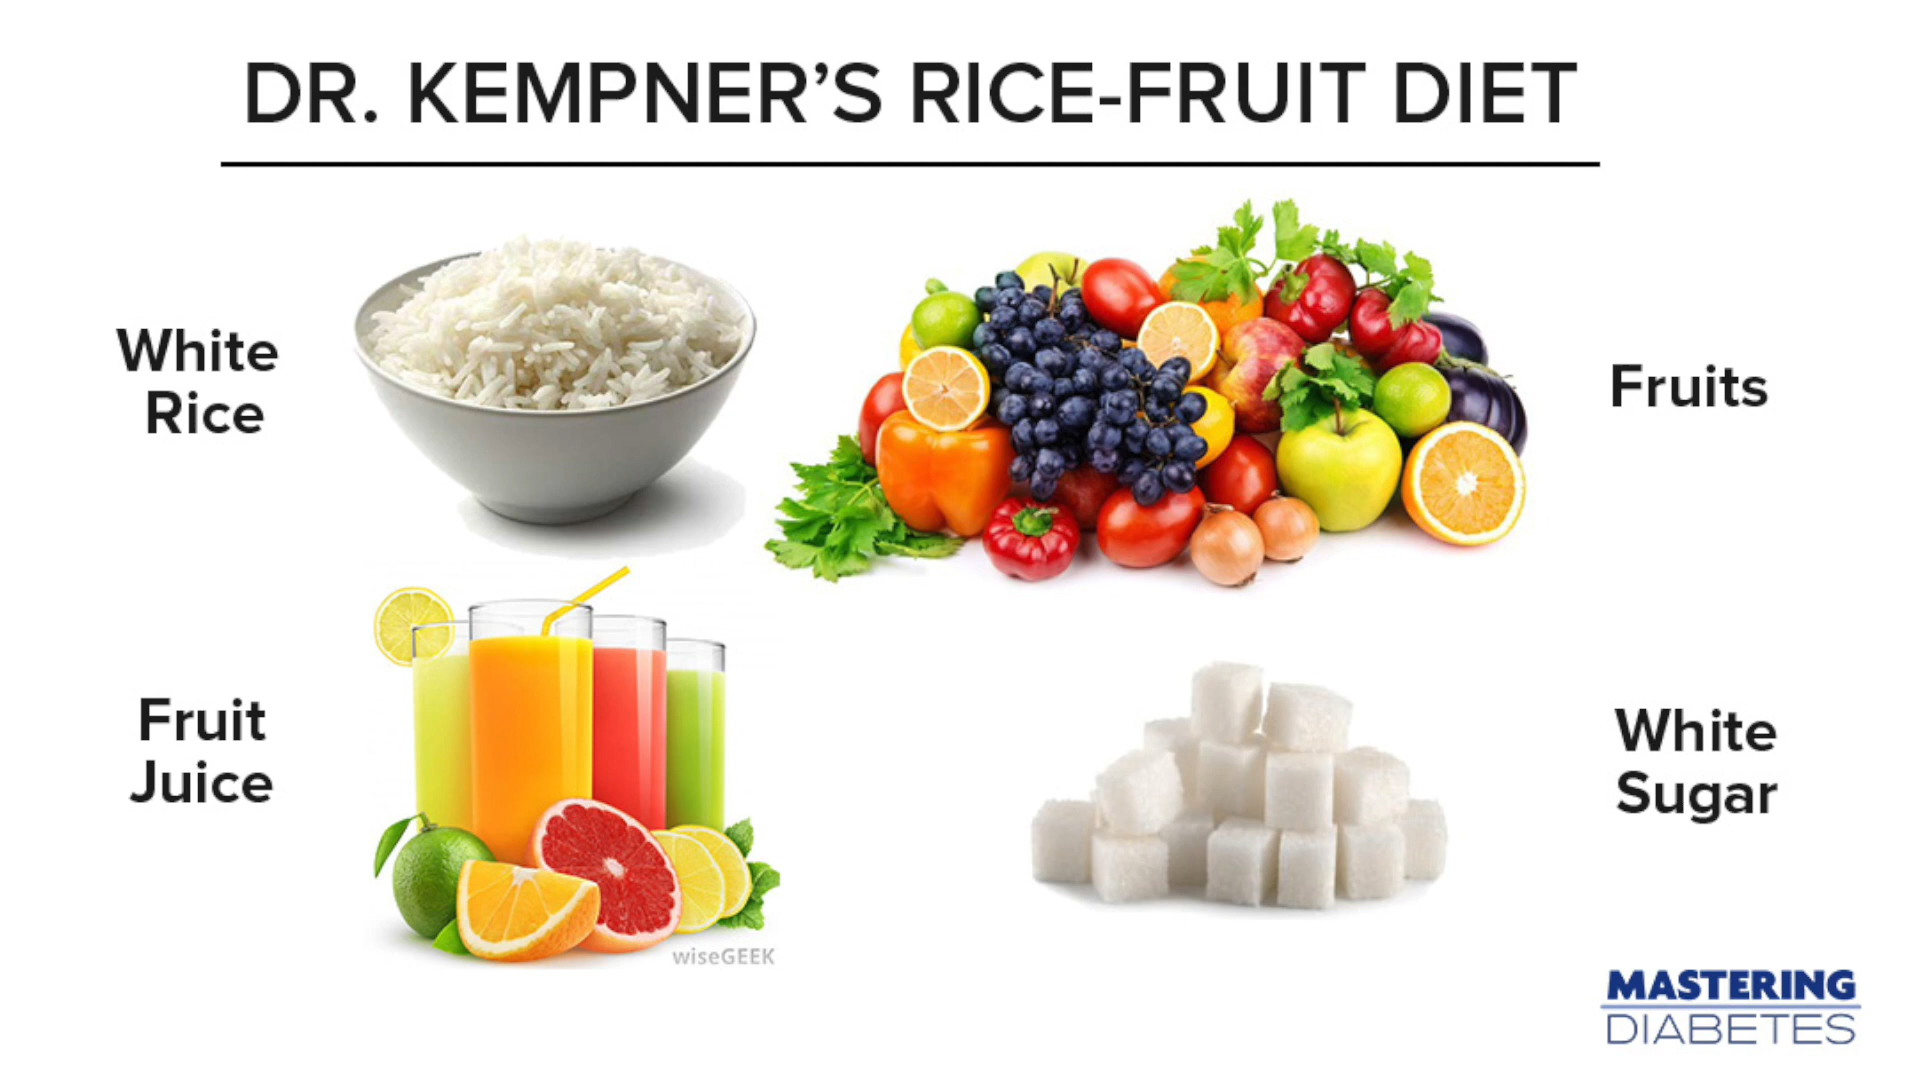 DR. KEMPNER'S RICE-FRUIT DIET
White
Rice
Fruits
Fruit
Juice
White
Sugar
wiseGEEK
MASTERING
DIABETES